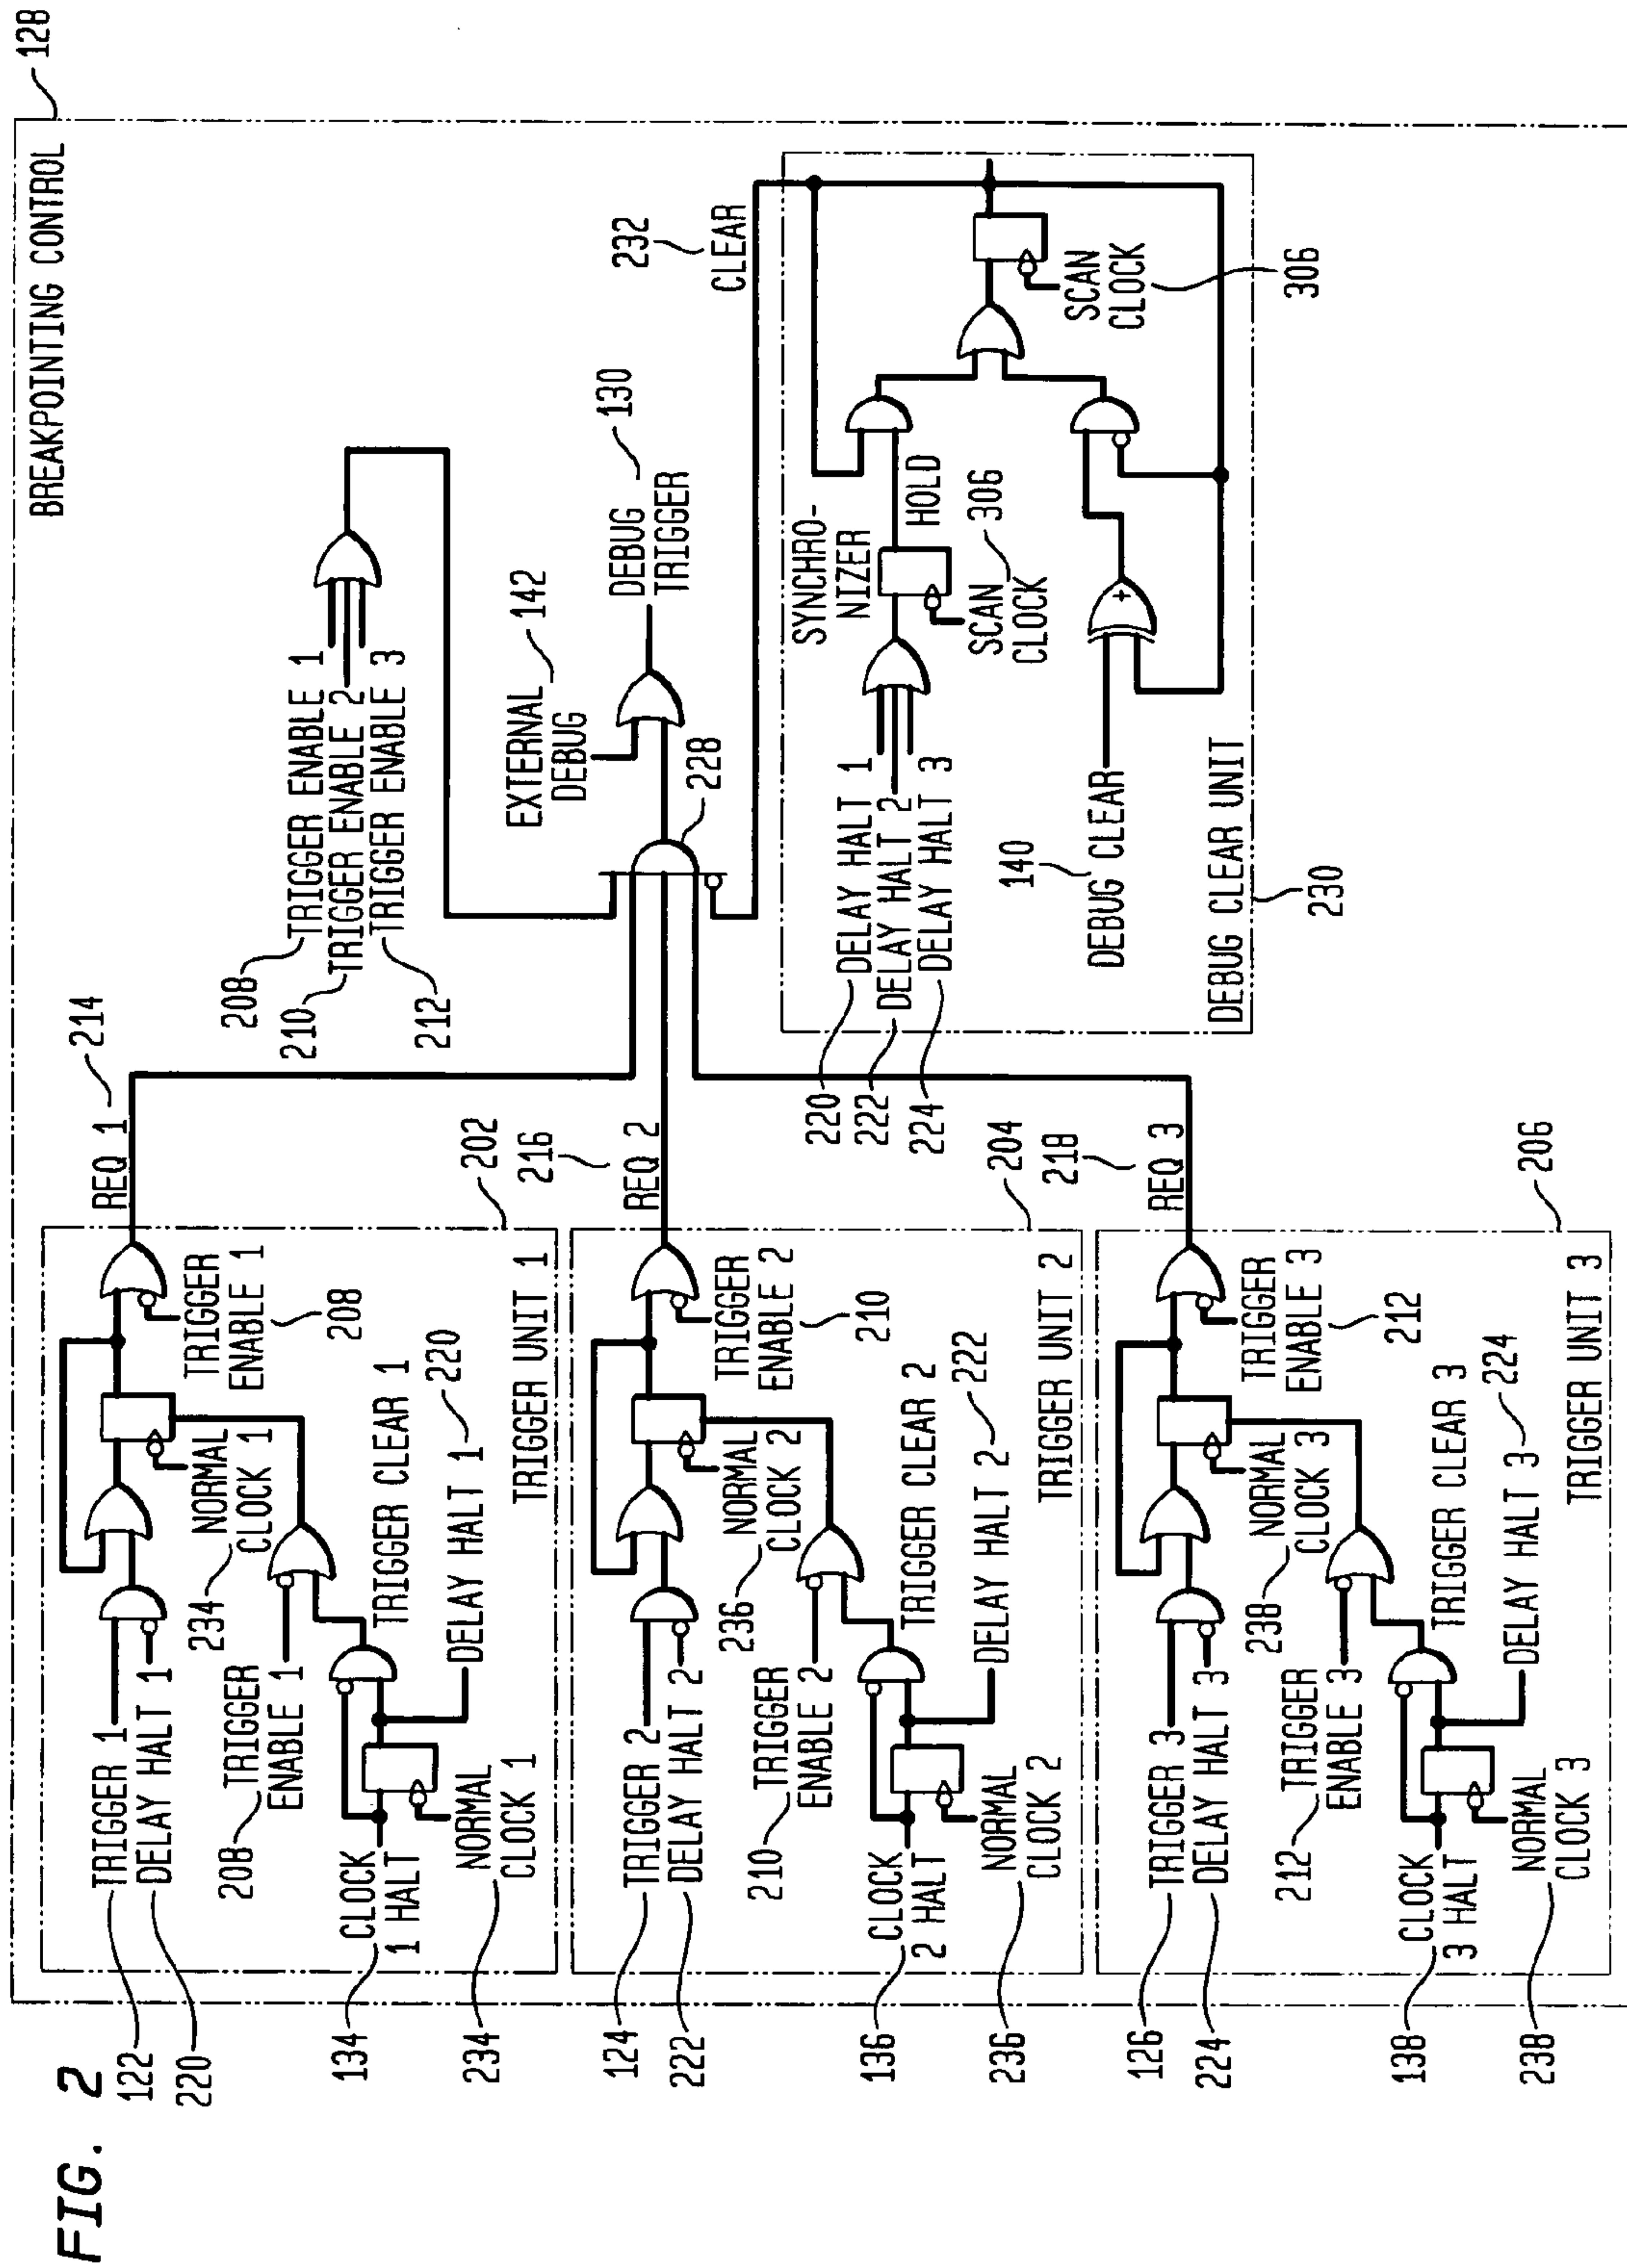 FIG. 2
BREAKPOINTING CONTROL
128
TRIGGER 1
122
DELAY HALT 1
220
234
NORMAL
CLOCK 1
208
TRIGGER
ENABLE 1
TRIGGER
ENABLE 1
208
CLOCK
1 HALT
134
TRIGGER CLEAR 1
DELAY HALT 1
220
NORMAL
CLOCK 1
234
TRIGGER UNIT 1
202
REQ 1
214
TRIGGER 2
124
DELAY HALT 2
222
236
NORMAL
CLOCK 2
210
TRIGGER
ENABLE 2
TRIGGER
ENABLE 2
210
CLOCK
2 HALT
136
TRIGGER CLEAR 2
DELAY HALT 2
222
NORMAL
CLOCK 2
236
TRIGGER UNIT 2
204
REQ 2
216
TRIGGER 3
126
DELAY HALT 3
224
238
NORMAL
CLOCK 3
212
TRIGGER
ENABLE 3
TRIGGER
ENABLE 3
212
CLOCK
3 HALT
138
TRIGGER CLEAR 3
DELAY HALT 3
224
NORMAL
CLOCK 3
238
TRIGGER UNIT 3
206
REQ 3
218
208
TRIGGER ENABLE 1
210
TRIGGER ENABLE 2
212
TRIGGER ENABLE 3
EXTERNAL
DEBUG
142
DEBUG
TRIGGER
130
228
232
CLEAR
SYNCHRO-
NIZER
HOLD
220
DELAY HALT 1
222
DELAY HALT 2
224
DELAY HALT 3
SCAN
CLOCK
306
SCAN
CLOCK
306
140
DEBUG CLEAR
+
DEBUG CLEAR UNIT
230